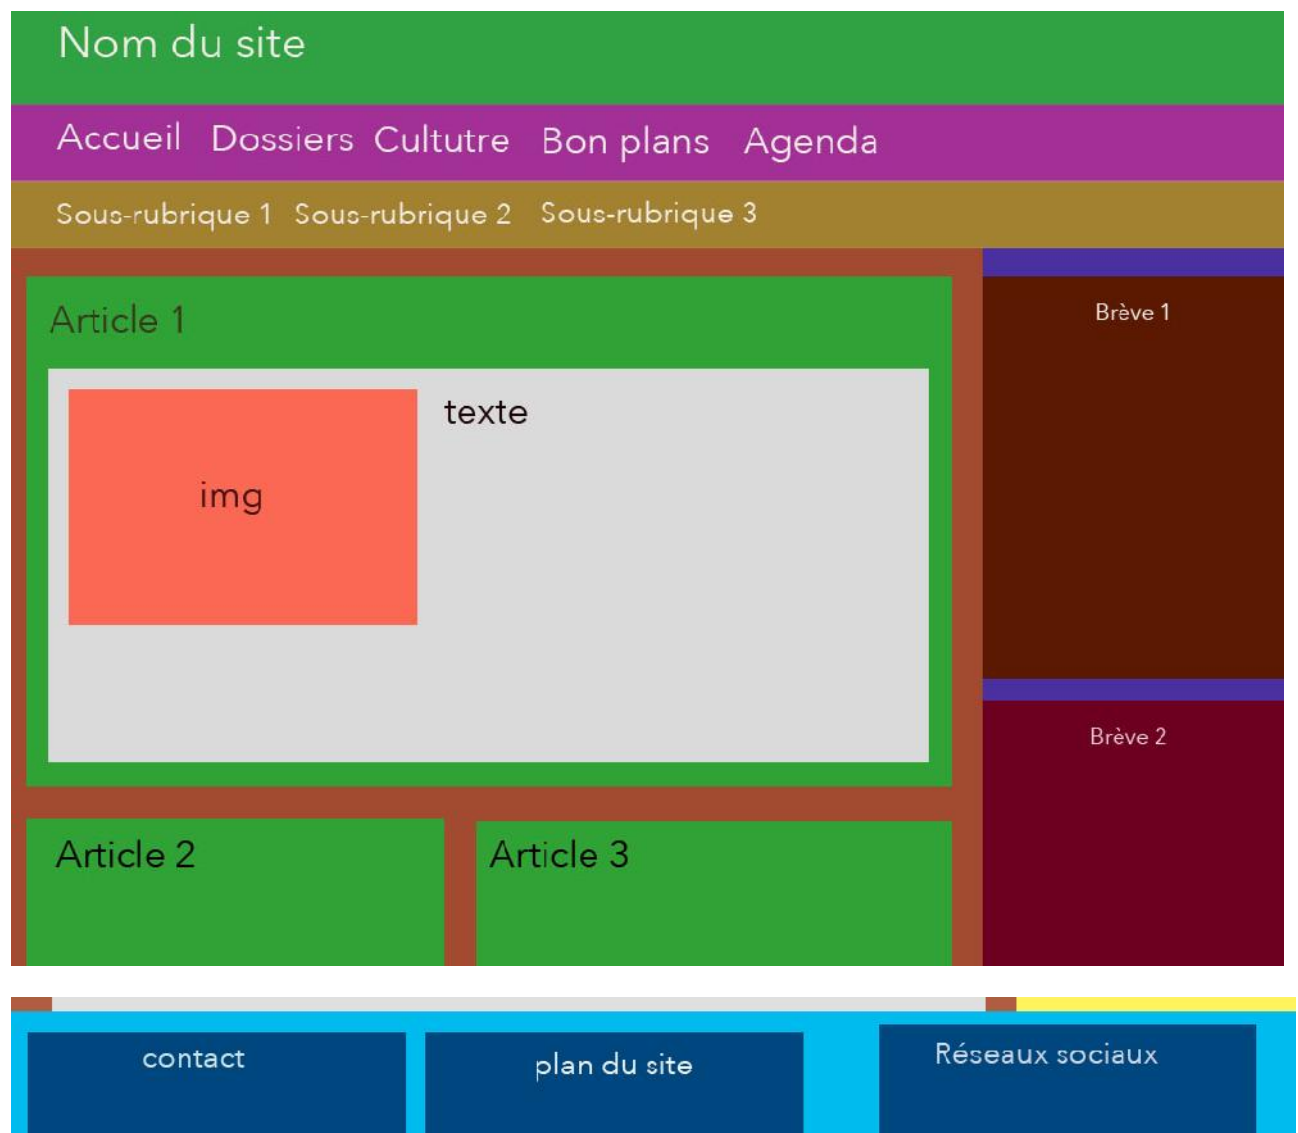 Nom du site
Accueil Dossiers Cultutre Bon plans Agenda
Sous-rubrique 1 Sous-rubrique 2 Sous-rubrique 3
Article 1
Brève 1
texte
img
Brève 2
Article 2
Article 3
contact
plan du site
Réseaux sociaux